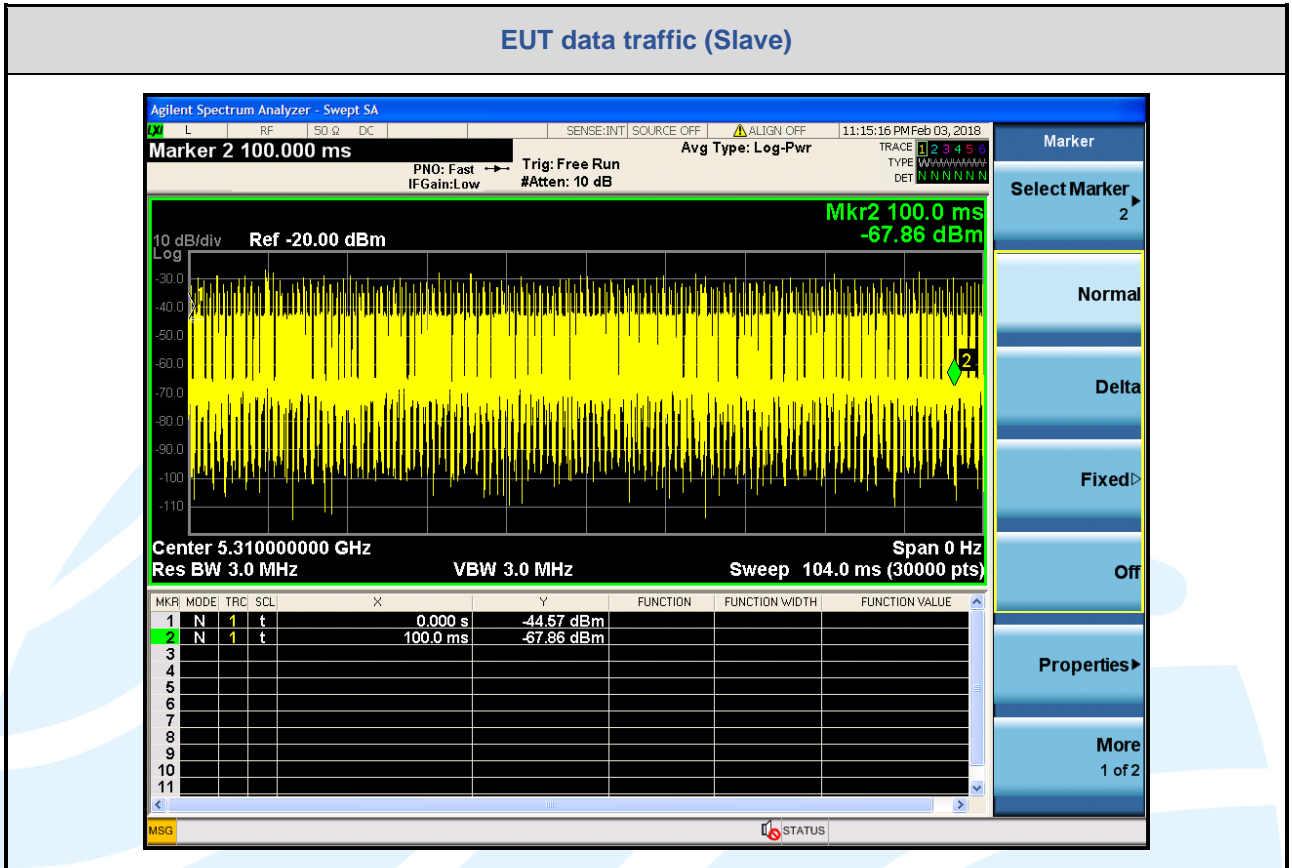 EUT data traffic (Slave)
Agilent Spectrum Analyzer - Swept SA
LXI L RF 50 Ω DC SENSE:INT SOURCE OFF ALIGN OFF 11:15:16 PM Feb 03, 2018
Marker 2 100.000 ms
PNO: Fast
IFGain:Low
Trig: Free Run
#Atten: 10 dB
Avg Type: Log-Pwr
TRACE 1 2 3 4 5 6
TYPE
DET N N N N N N
Mkr2 100.0 ms
-67.86 dBm
10 dB/div Ref -20.00 dBm
Log
-30.0
-40.0
-50.0
-60.0
-70.0
-80.0
-90.0
-100
-110
1
2
Center 5.310000000 GHz Span 0 Hz
Res BW 3.0 MHz VBW 3.0 MHz Sweep 104.0 ms (30000 pts)
MKR MODE TRC SCL X Y FUNCTION FUNCTION WIDTH FUNCTION VALUE
1 N 1 t 0.000 s -44.57 dBm
2 N 1 t 100.0 ms -67.86 dBm
3
4
5
6
7
8
9
10
11
MSG STATUS
Marker
Select Marker
2
Normal
Delta
Fixed
Off
Properties
More
1 of 2